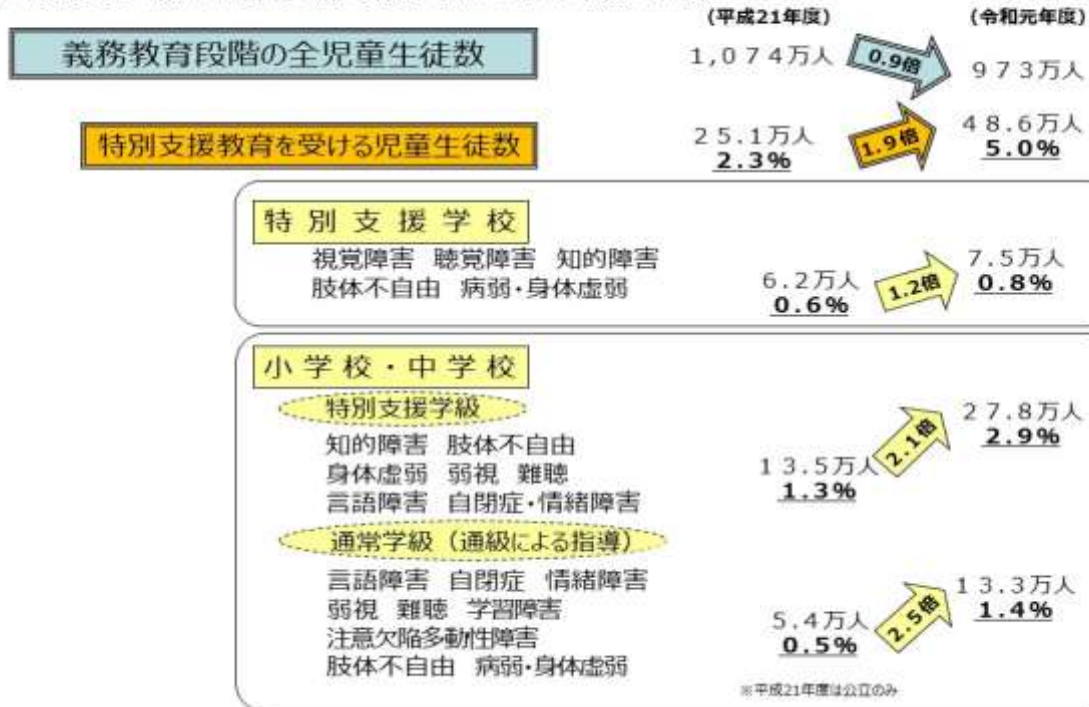 (平成21年度) (令和元年度)
義務教育段階の全児童生徒数 1,074万人 0.9倍 973万人
特別支援教育を受ける児童生徒数 25.1万人 1.9倍 48.6万人
2.3% 5.0%
特別支援学校
視覚障害 聴覚障害 知的障害
肢体不自由 病弱・身体虚弱
6.2万人 1.2倍 7.5万人
0.6% 0.8%
小学校・中学校
特別支援学級
知的障害 肢体不自由
身体虚弱 弱視 難聴
言語障害 自閉症・情緒障害
13.5万人 2.1倍 27.8万人
1.3% 2.9%
通常学級（通級による指導）
言語障害 自閉症 情緒障害
弱視 難聴 学習障害
注意欠陥多動性障害
肢体不自由 病弱・身体虚弱
5.4万人 2.5倍 13.3万人
0.5% 1.4%
※平成21年度は公立のみ